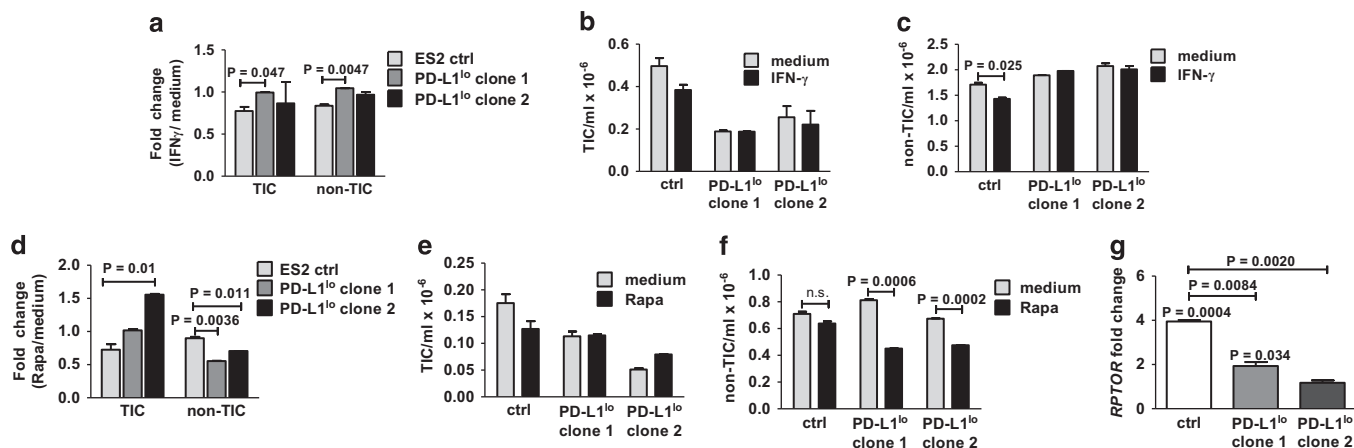 a
Fold change
(IFNγ/ medium)
1.5
1.0
0.5
0.0
P = 0.047
P = 0.0047
TIC
non-TIC
ES2 ctrl
PD-L1lo clone 1
PD-L1lo clone 2
b
TIC/ml x 10-6
0.6
0.4
0.2
0.0
medium
IFN-γ
ctrl
PD-L1lo
clone 1
PD-L1lo
clone 2
c
non-TIC/ml x 10-6
2.5
2.0
1.5
1.0
0.5
0.0
P = 0.025
medium
IFN-γ
ctrl
PD-L1lo
clone 1
PD-L1lo
clone 2
d
Fold change
(Rapa/medium)
2.0
1.5
1.0
0.5
0.0
P = 0.01
P = 0.011
P = 0.0036
TIC
non-TIC
ES2 ctrl
PD-L1lo clone 1
PD-L1lo clone 2
e
TIC/ml x 10-6
0.25
0.20
0.15
0.10
0.05
0.00
medium
Rapa
ctrl
PD-L1lo
clone 1
PD-L1lo
clone 2
f
non-TIC/ml x 10-6
1.0
0.8
0.6
0.4
0.2
0.0
n.s.
P = 0.0006
P = 0.0002
medium
Rapa
ctrl
PD-L1lo
clone 1
PD-L1lo
clone 2
g
RPTOR fold change
6
4
2
0
P = 0.0020
P = 0.0084
P = 0.0004
P = 0.034
ctrl
PD-L1lo
clone 1
PD-L1lo
clone 2